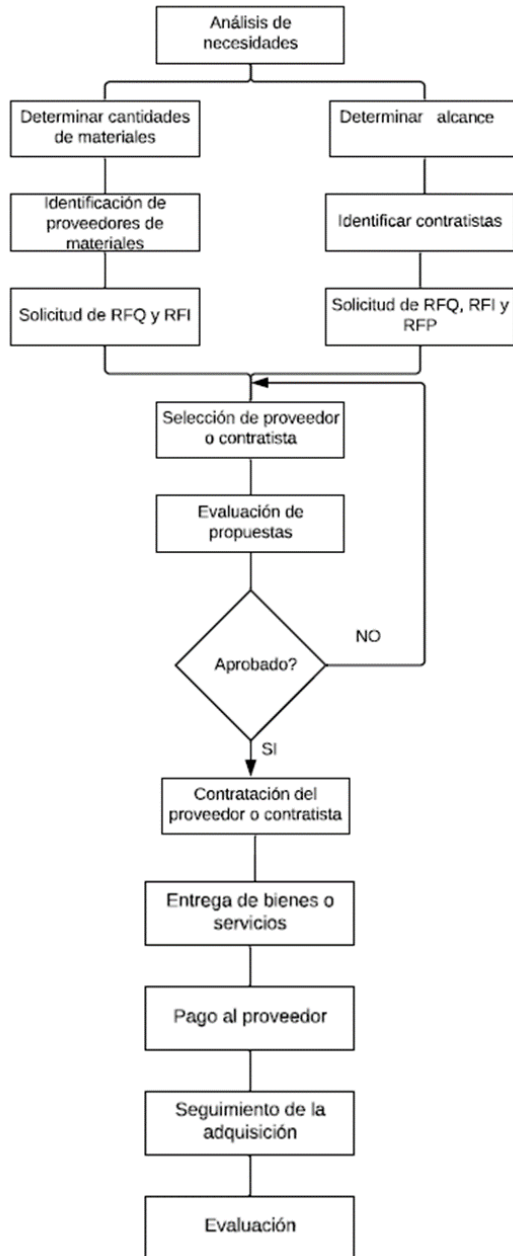 Análisis de
necesidades
Determinar cantidades
de materiales
Determinar alcance
Identificación de
proveedores de
materiales
Identificar contratistas
Solicitud de RFQ y RFI
Solicitud de RFQ, RFI y
RFP
Selección de proveedor
o contratista
Evaluación de
propuestas
Aprobado?
NO
SI
Contratación del
proveedor o contratista
Entrega de bienes o
servicios
Pago al proveedor
Seguimiento de la
adquisición
Evaluación